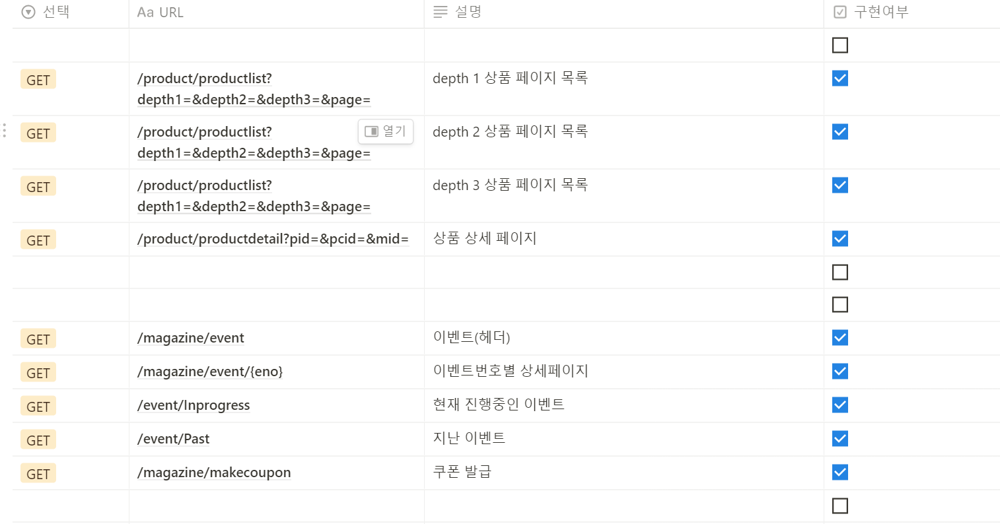 선택 Aa URL 설명 구현여부
GET /product/productlist? depth 1 상품 페이지 목록
depth1=&depth2=&depth3=&page=
GET /product/productlist? 열기 depth 2 상품 페이지 목록
depth1=&depth2=&depth3=&page=
GET /product/productlist? depth 3 상품 페이지 목록
depth1=&depth2=&depth3=&page=
GET /product/productdetail?pid=&pcid=&mid= 상품 상세 페이지
GET /magazine/event 이벤트(헤더)
GET /magazine/event/{eno} 이벤트번호별 상세페이지
GET /event/Inprogress 현재 진행중인 이벤트
GET /event/Past 지난 이벤트
GET /magazine/makecoupon 쿠폰 발급